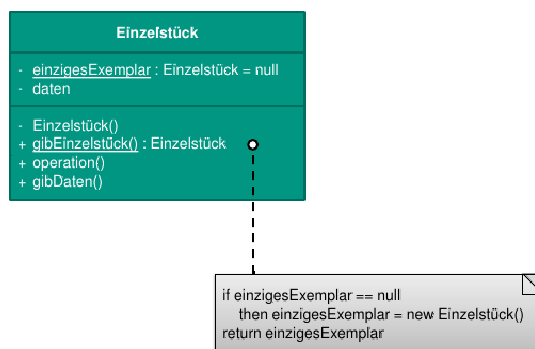 Einzelstück
- einzigesExemplar : Einzelstück = null
- daten
- Einzelstück()
+ gibEinzelstück() : Einzelstück
+ operation()
+ gibDaten()
if einzigesExemplar == null
then einzigesExemplar = new Einzelstück()
return einzigesExemplar